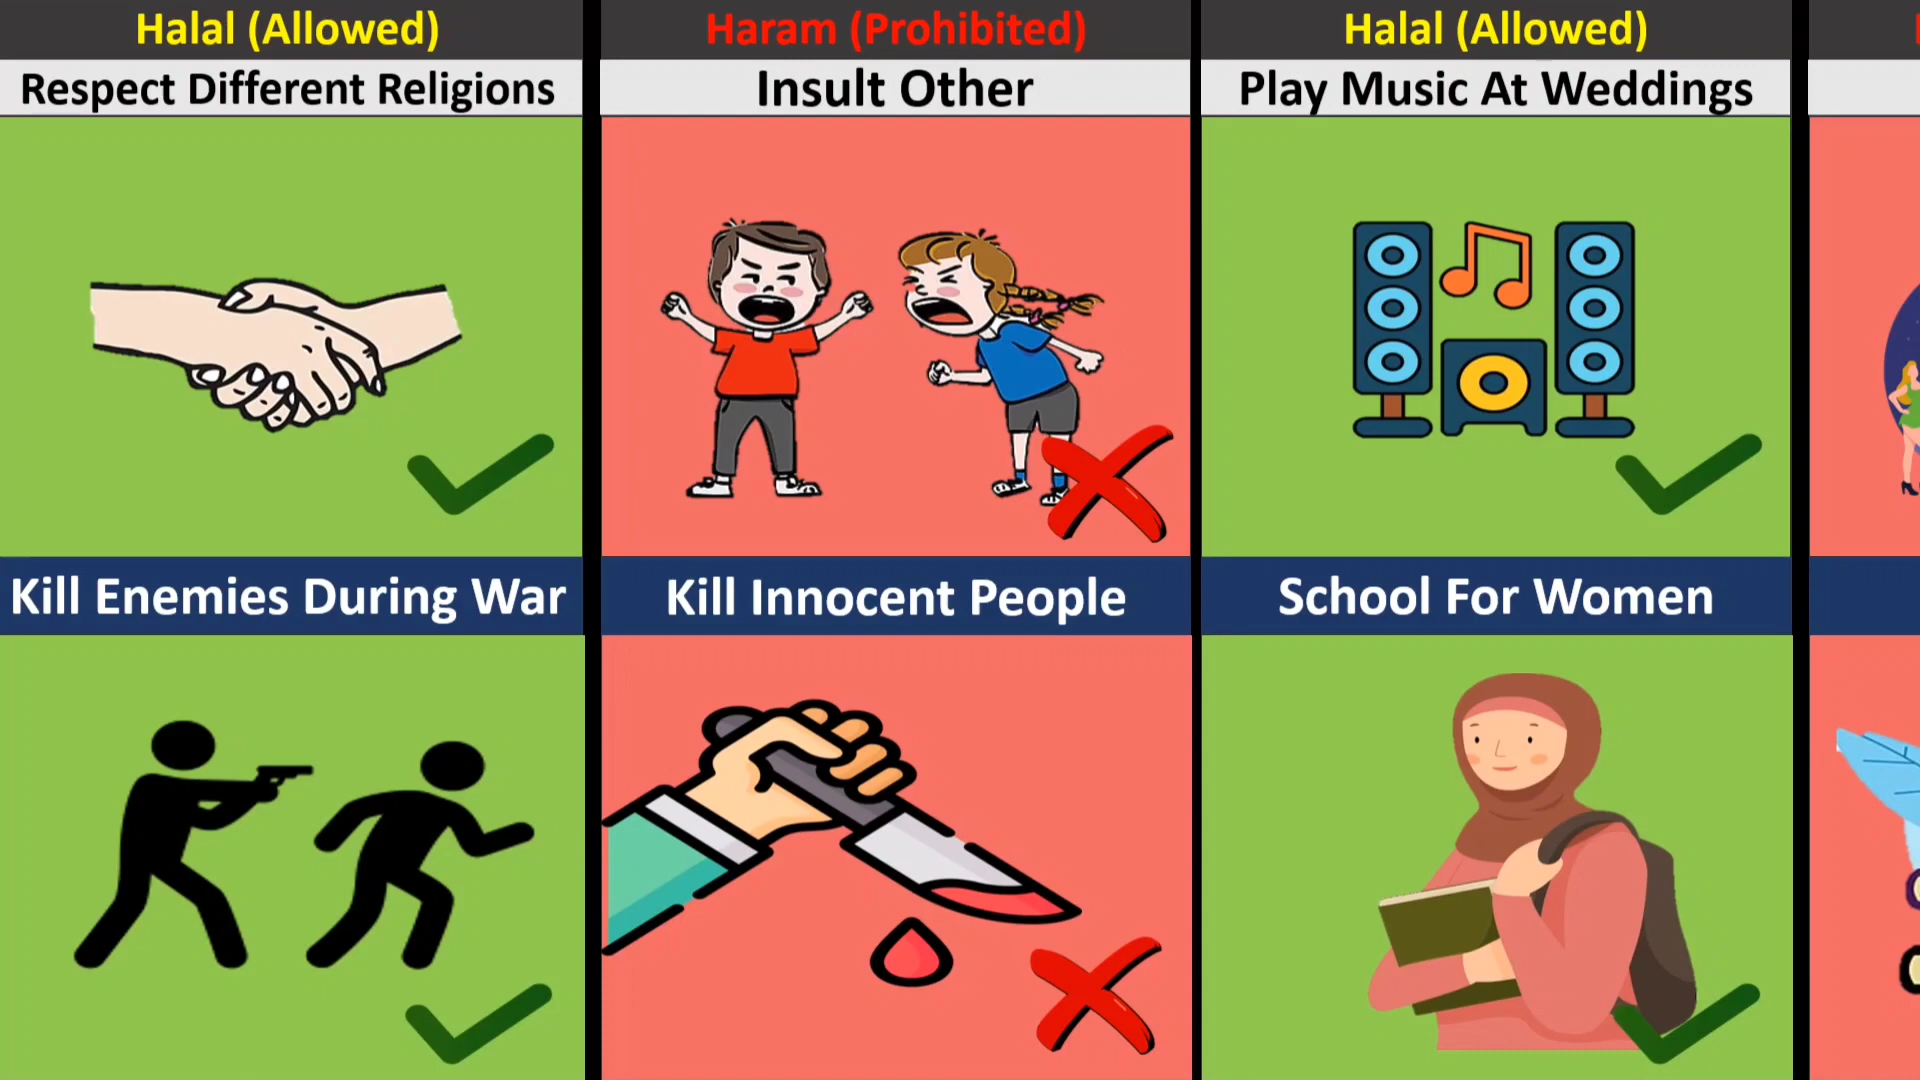 Halal (Allowed)
Respect Different Religions
Kill Enemies During War
Haram (Prohibited)
Insult Other
Kill Innocent People
Halal (Allowed)
Play Music At Weddings
School For Women